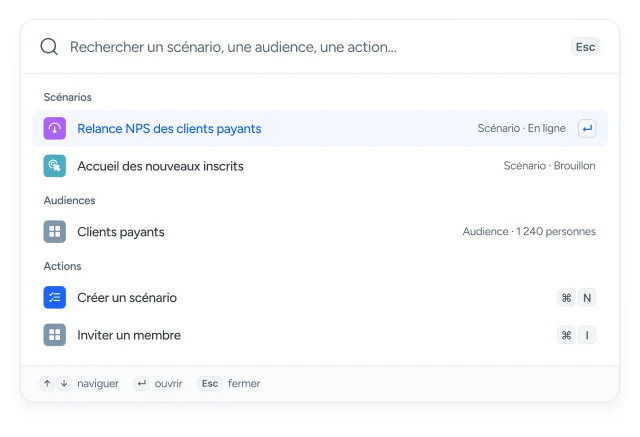 Rechercher un scénario, une audience, une action... Esc
Scénarios
Relance NPS des clients payants Scénario · En ligne ↵
Accueil des nouveaux inscrits Scénario · Brouillon
Audiences
Clients payants Audience · 1 240 personnes
Actions
Créer un scénario ⌘ N
Inviter un membre ⌘ I
↑ ↓ naviguer ↵ ouvrir Esc fermer